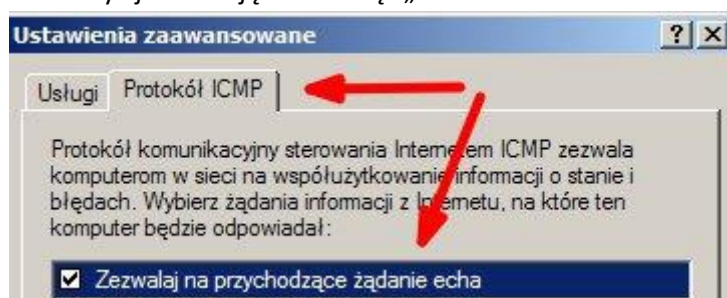 Ustawienia zaawansowane
Usługi Protokół ICMP
Protokół komunikacyjny sterowania Internetem ICMP zezwala
komputerom w sieci na współużytkowanie informacji o stanie i
błędach. Wybierz żądania informacji z Internetu, na które ten
komputer będzie odpowiadał:
Zezwalaj na przychodzące żądanie echa